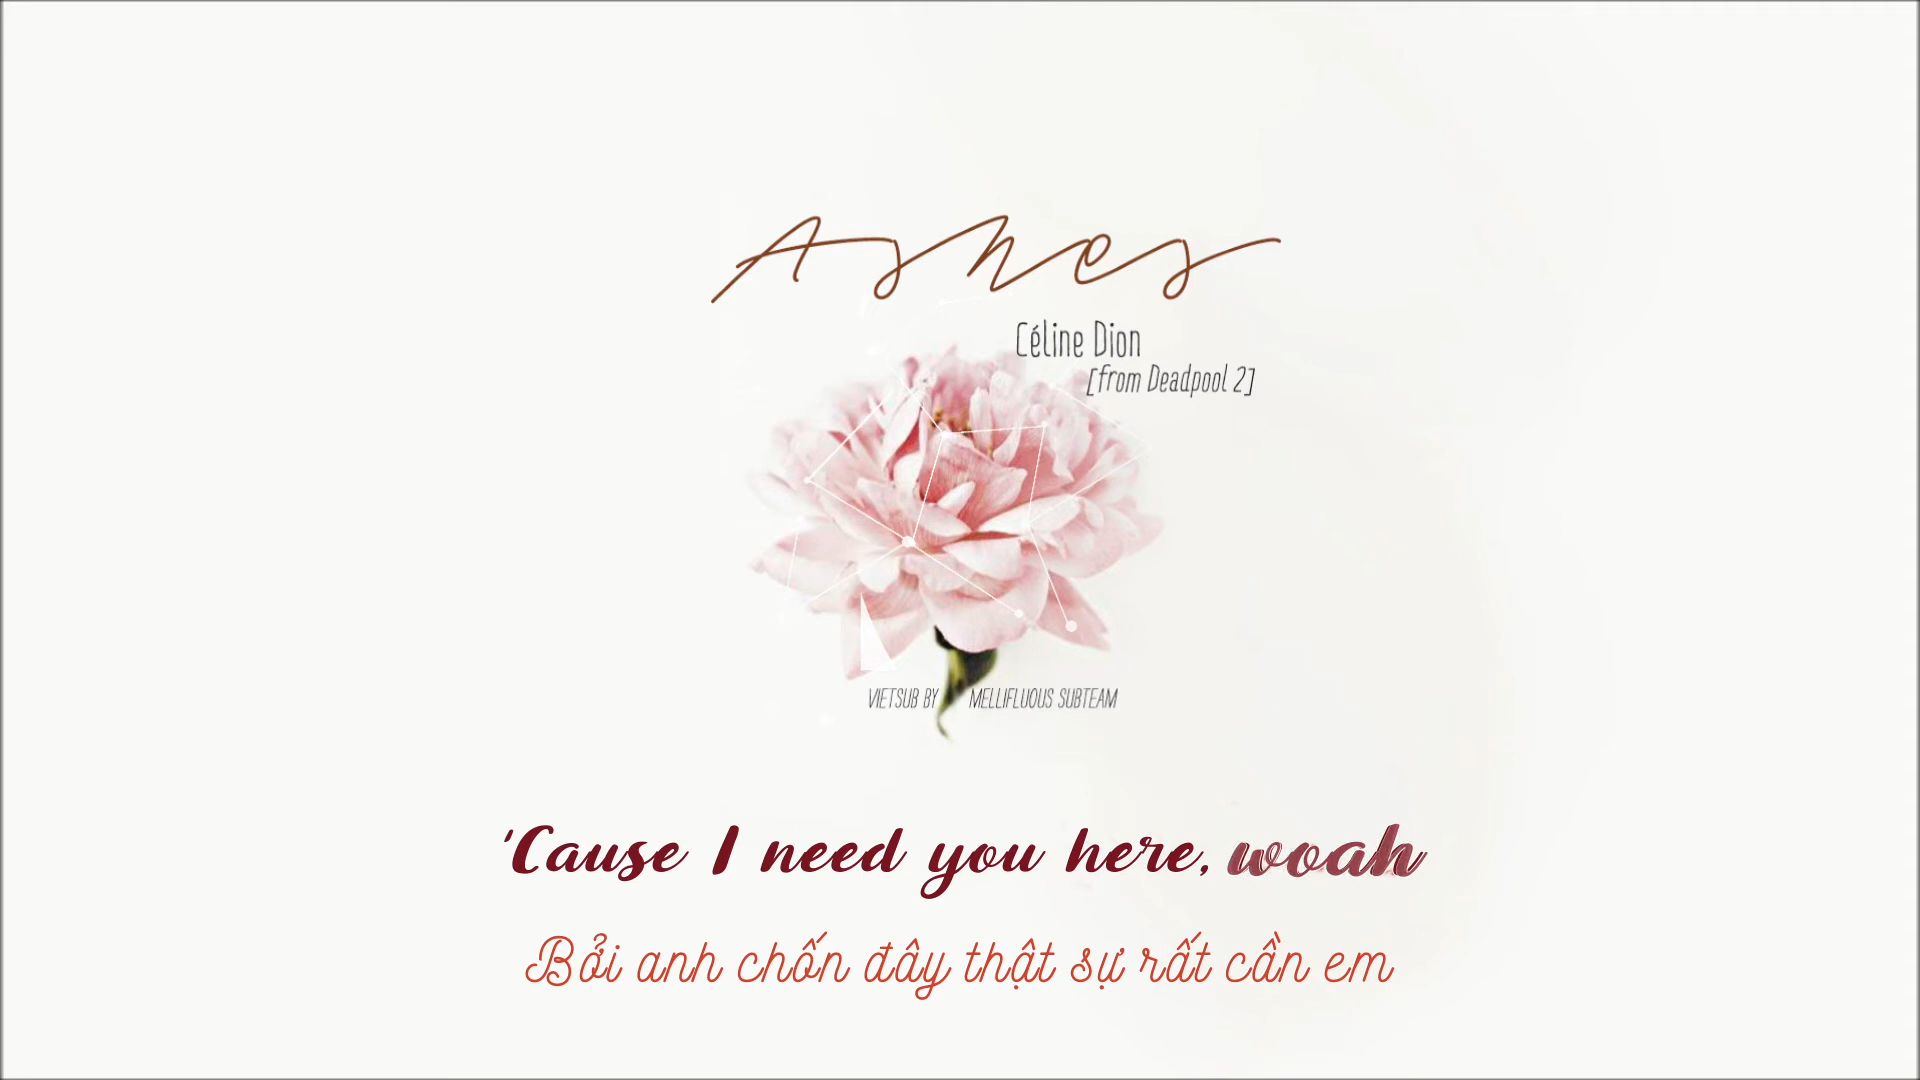 Ashes
Céline Dion
[from Deadpool 2]
VIETSUB BY MELLIFLUOUS SUBTEAM
'Cause I need you here, woah
Bởi anh chốn đây thật sự rất cần em